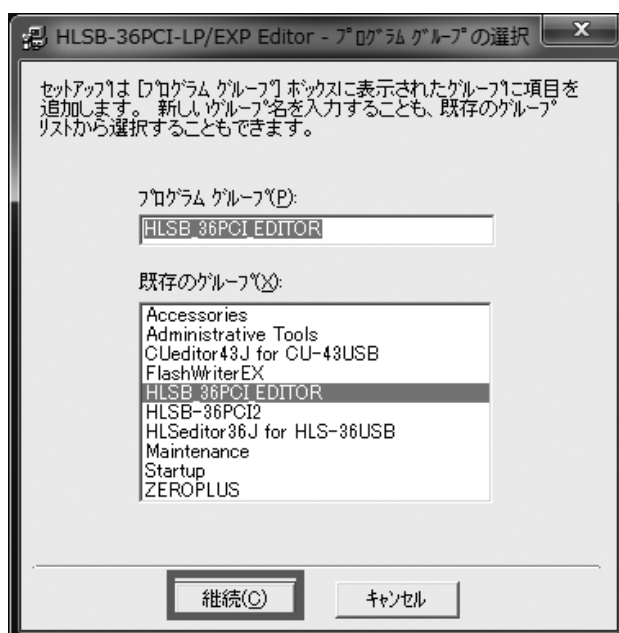 HLSB-36PCI-LP/EXP Editor - ﾌﾟﾛｸﾞﾗﾑ ｸﾞﾙｰﾌﾟの選択
ｾｯﾄｱｯﾌﾟは [ﾌﾟﾛｸﾞﾗﾑ ｸﾞﾙｰﾌﾟ] ﾎﾞｯｸｽに表示されたｸﾞﾙｰﾌﾟに項目を
追加します。 新しいｸﾞﾙｰﾌﾟ名を入力することも、既存のｸﾞﾙｰﾌﾟ
ﾘｽﾄから選択することもできます。
ﾌﾟﾛｸﾞﾗﾑ ｸﾞﾙｰﾌﾟ(P):
HLSB_36PCI_EDITOR
既存のｸﾞﾙｰﾌﾟ(X):
Accessories
Administrative Tools
CUeditor43J for CU-43USB
FlashWriterEX
HLSB_36PCI_EDITOR
HLSB-36PCI2
HLSeditor36J for HLS-36USB
Maintenance
Startup
ZEROPLUS
継続(C)
ｷｬﾝｾﾙ